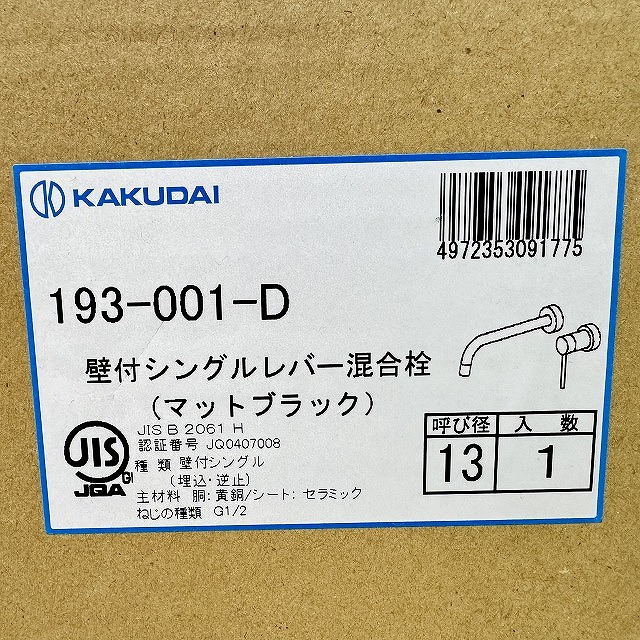 KAKUDAI
4972353091775
193-001-D
壁付シングルレバー混合栓
(マットブラック)
JIS B 2061 H
認証番号 JQ0407008
種類 壁付シングル
(埋込・逆止)
主材料 胴:黄銅/シート:セラミック
ねじの種類 G1/2
JIS
GI
JQA
呼び径 入数
13 1